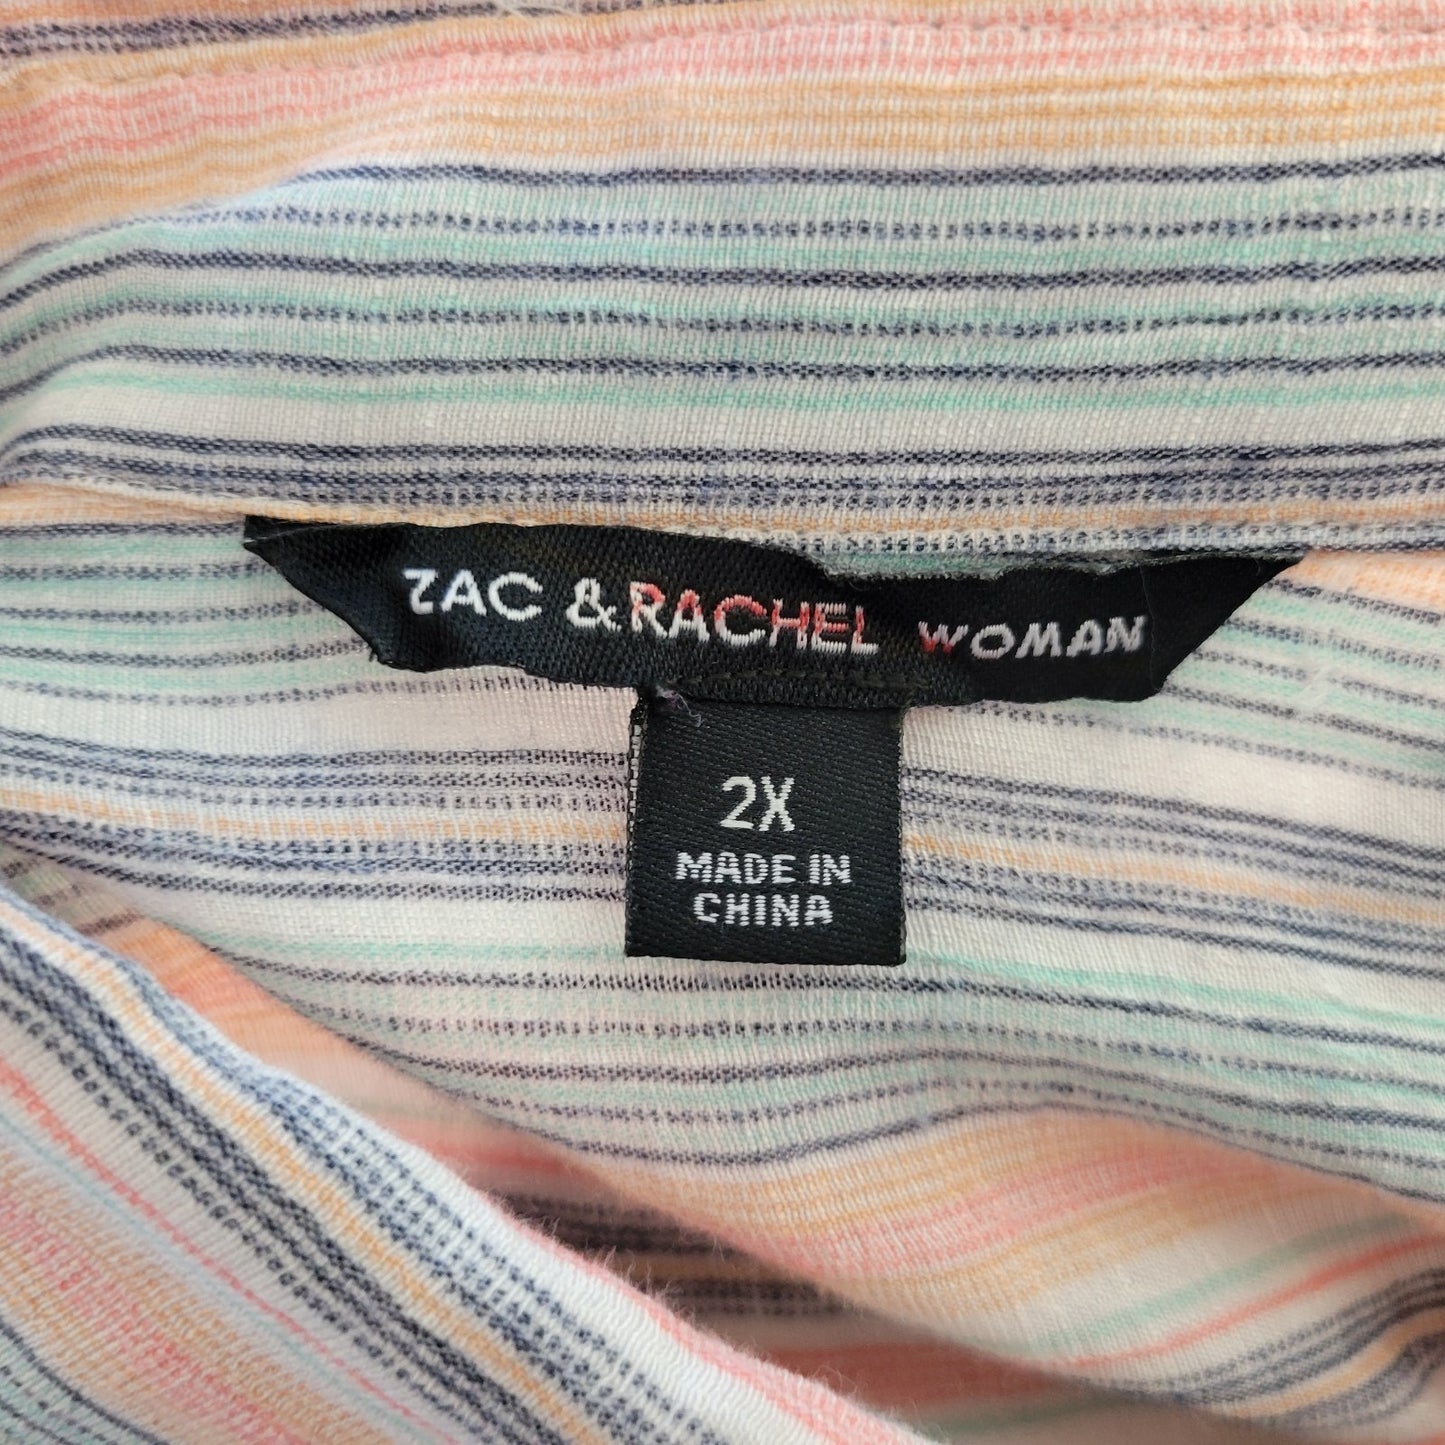 ZAC & RACHEL WOMAN
2X
MADE IN
CHINA